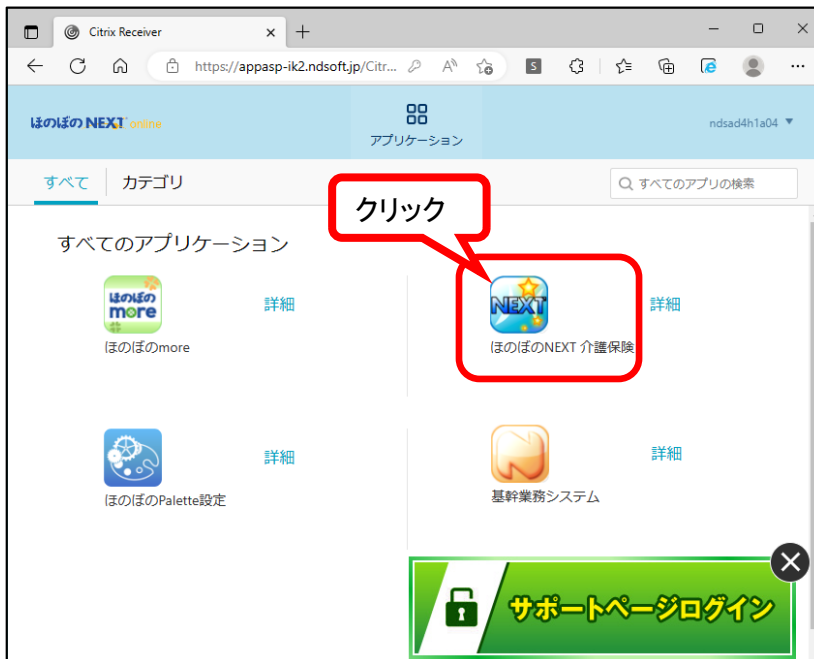 Citrix Receiver
https://appasp-ik2.ndsoft.jp/Citr...
ほのぼのNEXT online
アプリケーション
ndsad4h1a04
すべて
カテゴリ
すべてのアプリの検索
クリック
すべてのアプリケーション
ほのぼの
more
詳細
ほのぼのmore
NEXT
詳細
ほのぼのNEXT 介護保険
詳細
ほのぼのPalette設定
N
詳細
基幹業務システム
サポートページログイン